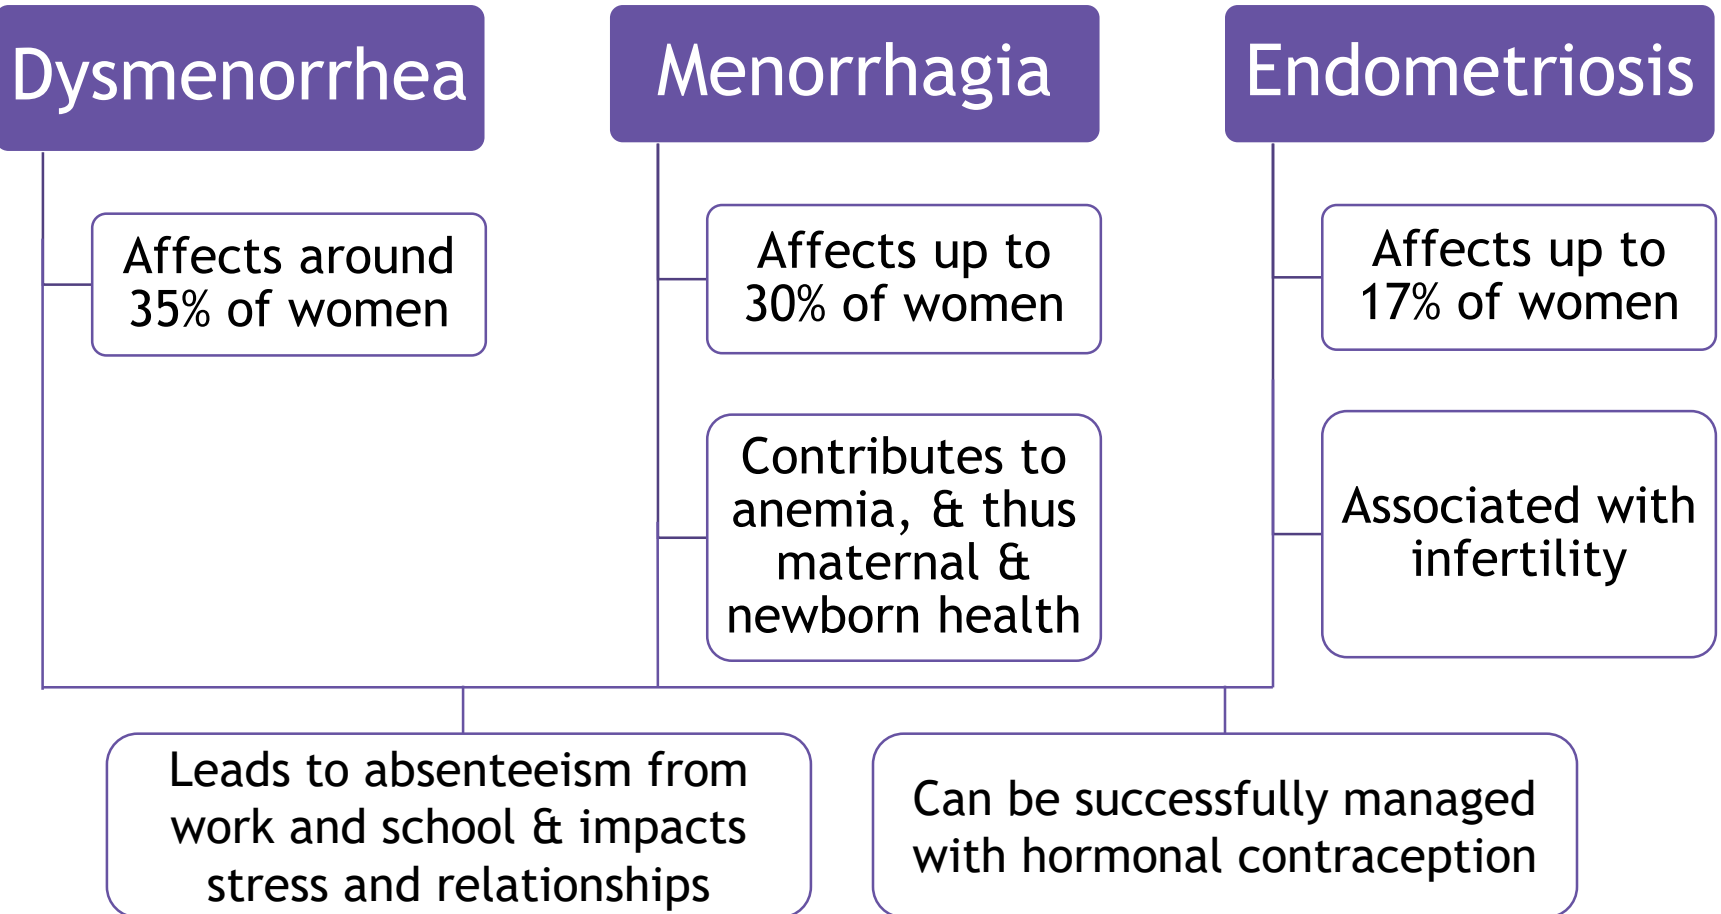 Dysmenorrhea
Affects around
35% of women
Menorrhagia
Affects up to
30% of women
Contributes to
anemia, & thus
maternal &
newborn health
Endometriosis
Affects up to
17% of women
Associated with
infertility
Leads to absenteeism from
work and school & impacts
stress and relationships
Can be successfully managed
with hormonal contraception